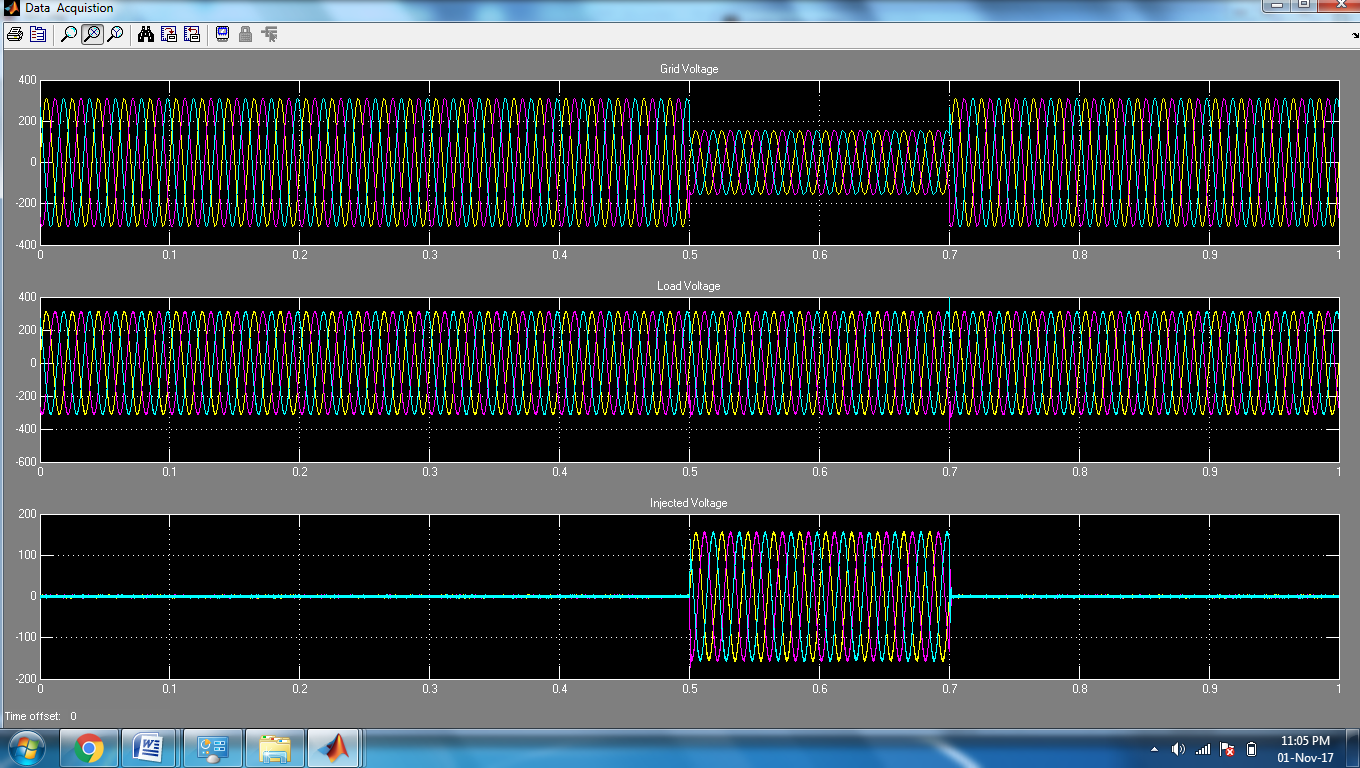 Data Acquistion
Grid Voltage
400
200
0
-200
-400
0 0.1 0.2 0.3 0.4 0.5 0.6 0.7 0.8 0.9 1
Load Voltage
400
200
0
-200
-400
-600
0 0.1 0.2 0.3 0.4 0.5 0.6 0.7 0.8 0.9 1
Injected Voltage
200
100
0
-100
-200
0 0.1 0.2 0.3 0.4 0.5 0.6 0.7 0.8 0.9 1
Time offset: 0
11:05 PM
01-Nov-17